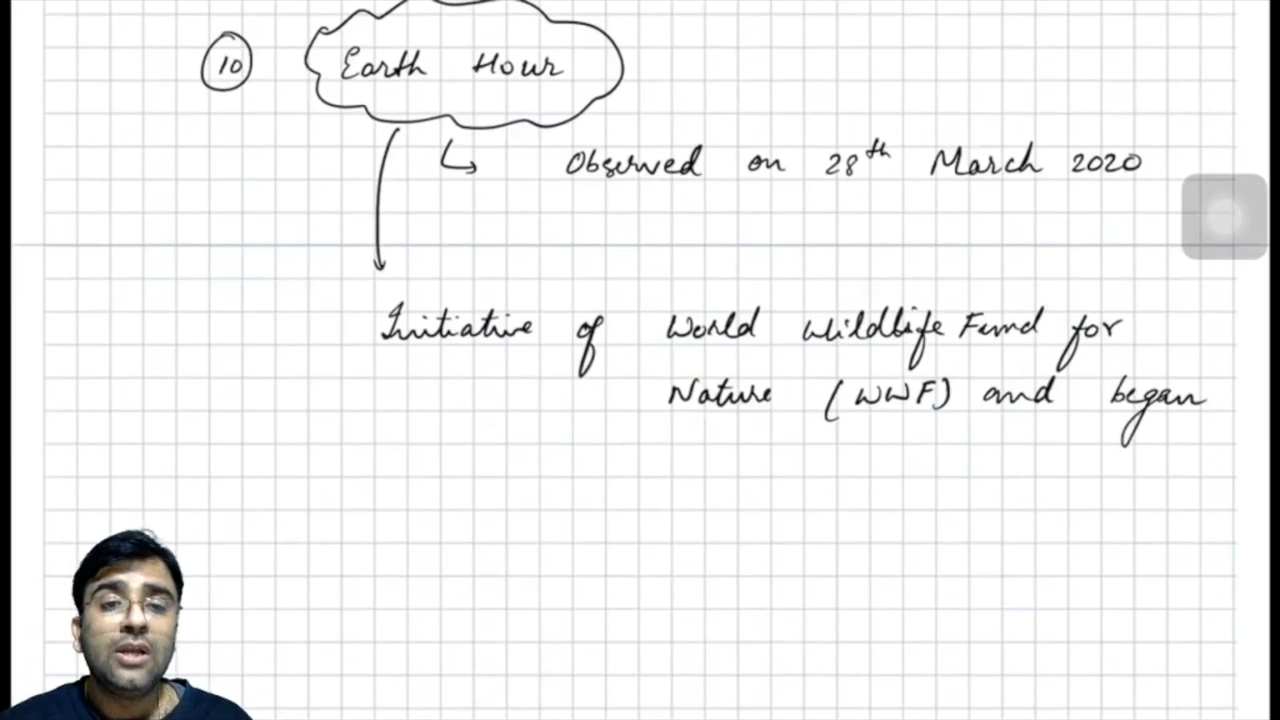 10 Earth Hour
Observed on 28th March 2020
Initiative of World Wildlife Fund for
Nature (WWF) and began